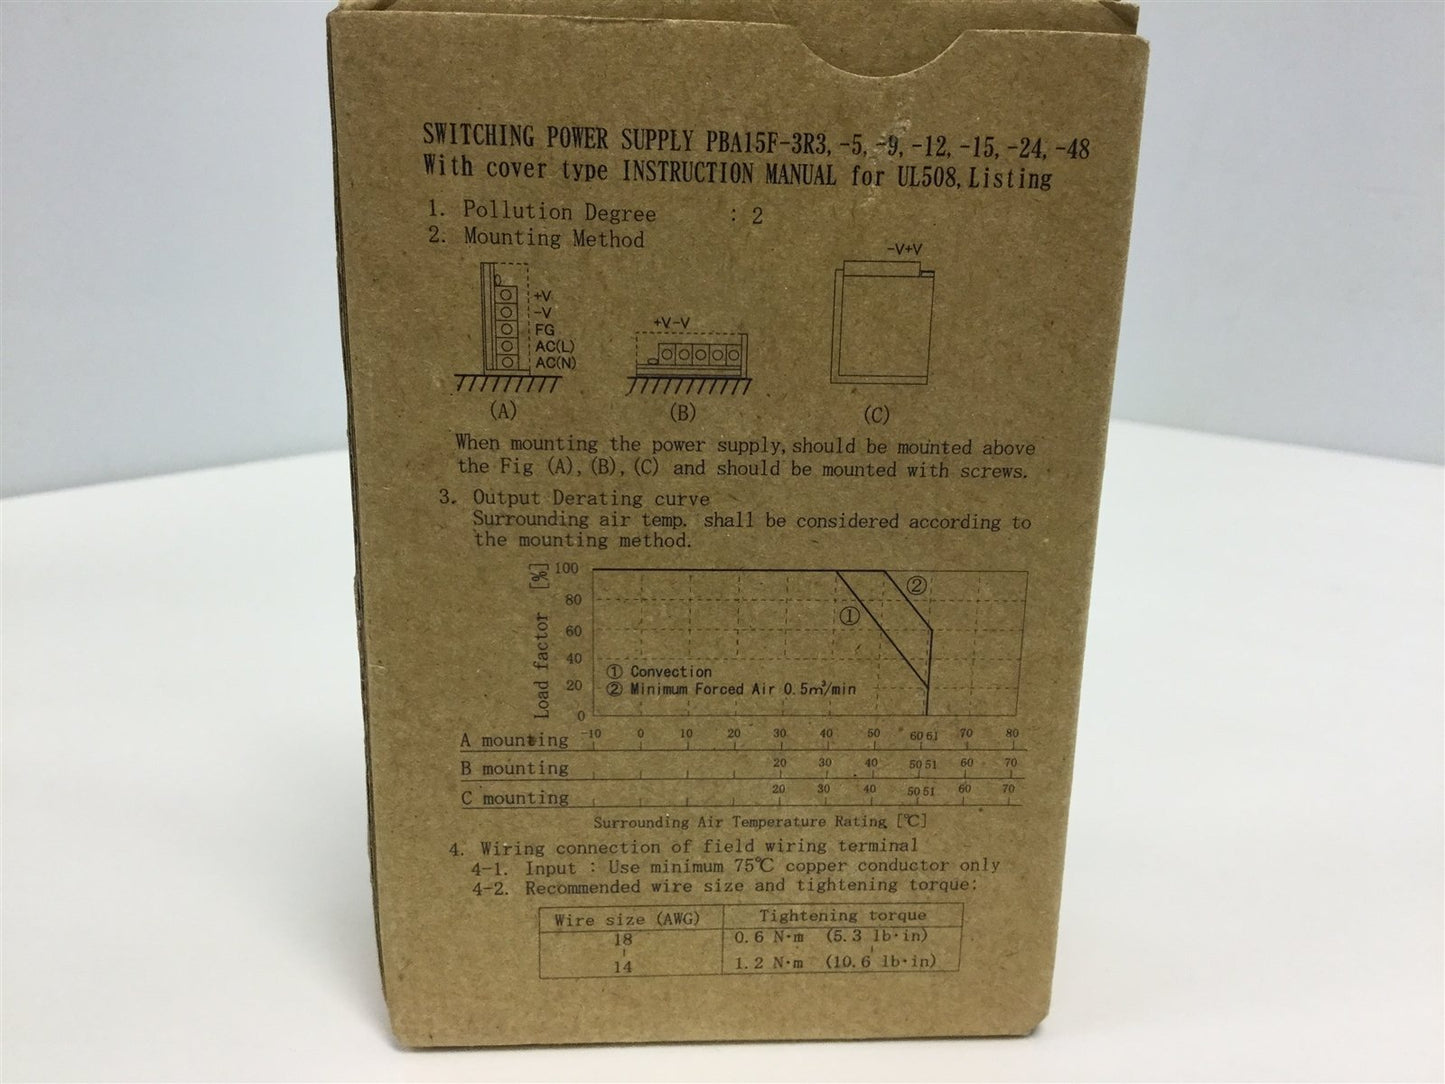 SWITCHING POWER SUPPLY PBA15F-3R3, -5, -9, -12, -15, -24, -48
With cover type INSTRUCTION MANUAL for UL508, Listing
1. Pollution Degree : 2
2. Mounting Method
+V
-V
FG
AC(L)
AC(N)
(A)
+V-V
(B)
-V+V
(C)
When mounting the power supply, should be mounted above
the Fig (A), (B), (C) and should be mounted with screws.
3. Output Derating curve
Surrounding air temp. shall be considered according to
the mounting method.
Load factor [%]
100
80
60
40
20
0
①
②
① Convection
② Minimum Forced Air 0.5m³/min
A mounting -10 0 10 20 30 40 50 60 61 70 80
B mounting 20 30 40 50 51 60 70
C mounting 20 30 40 50 51 60 70
Surrounding Air Temperature Rating [℃]
4. Wiring connection of field wiring terminal
4-1. Input : Use minimum 75℃ copper conductor only
4-2. Recommended wire size and tightening torque:
Wire size (AWG) Tightening torque
18 0.6 N·m (5.3 lb·in)
14 1.2 N·m (10.6 lb·in)